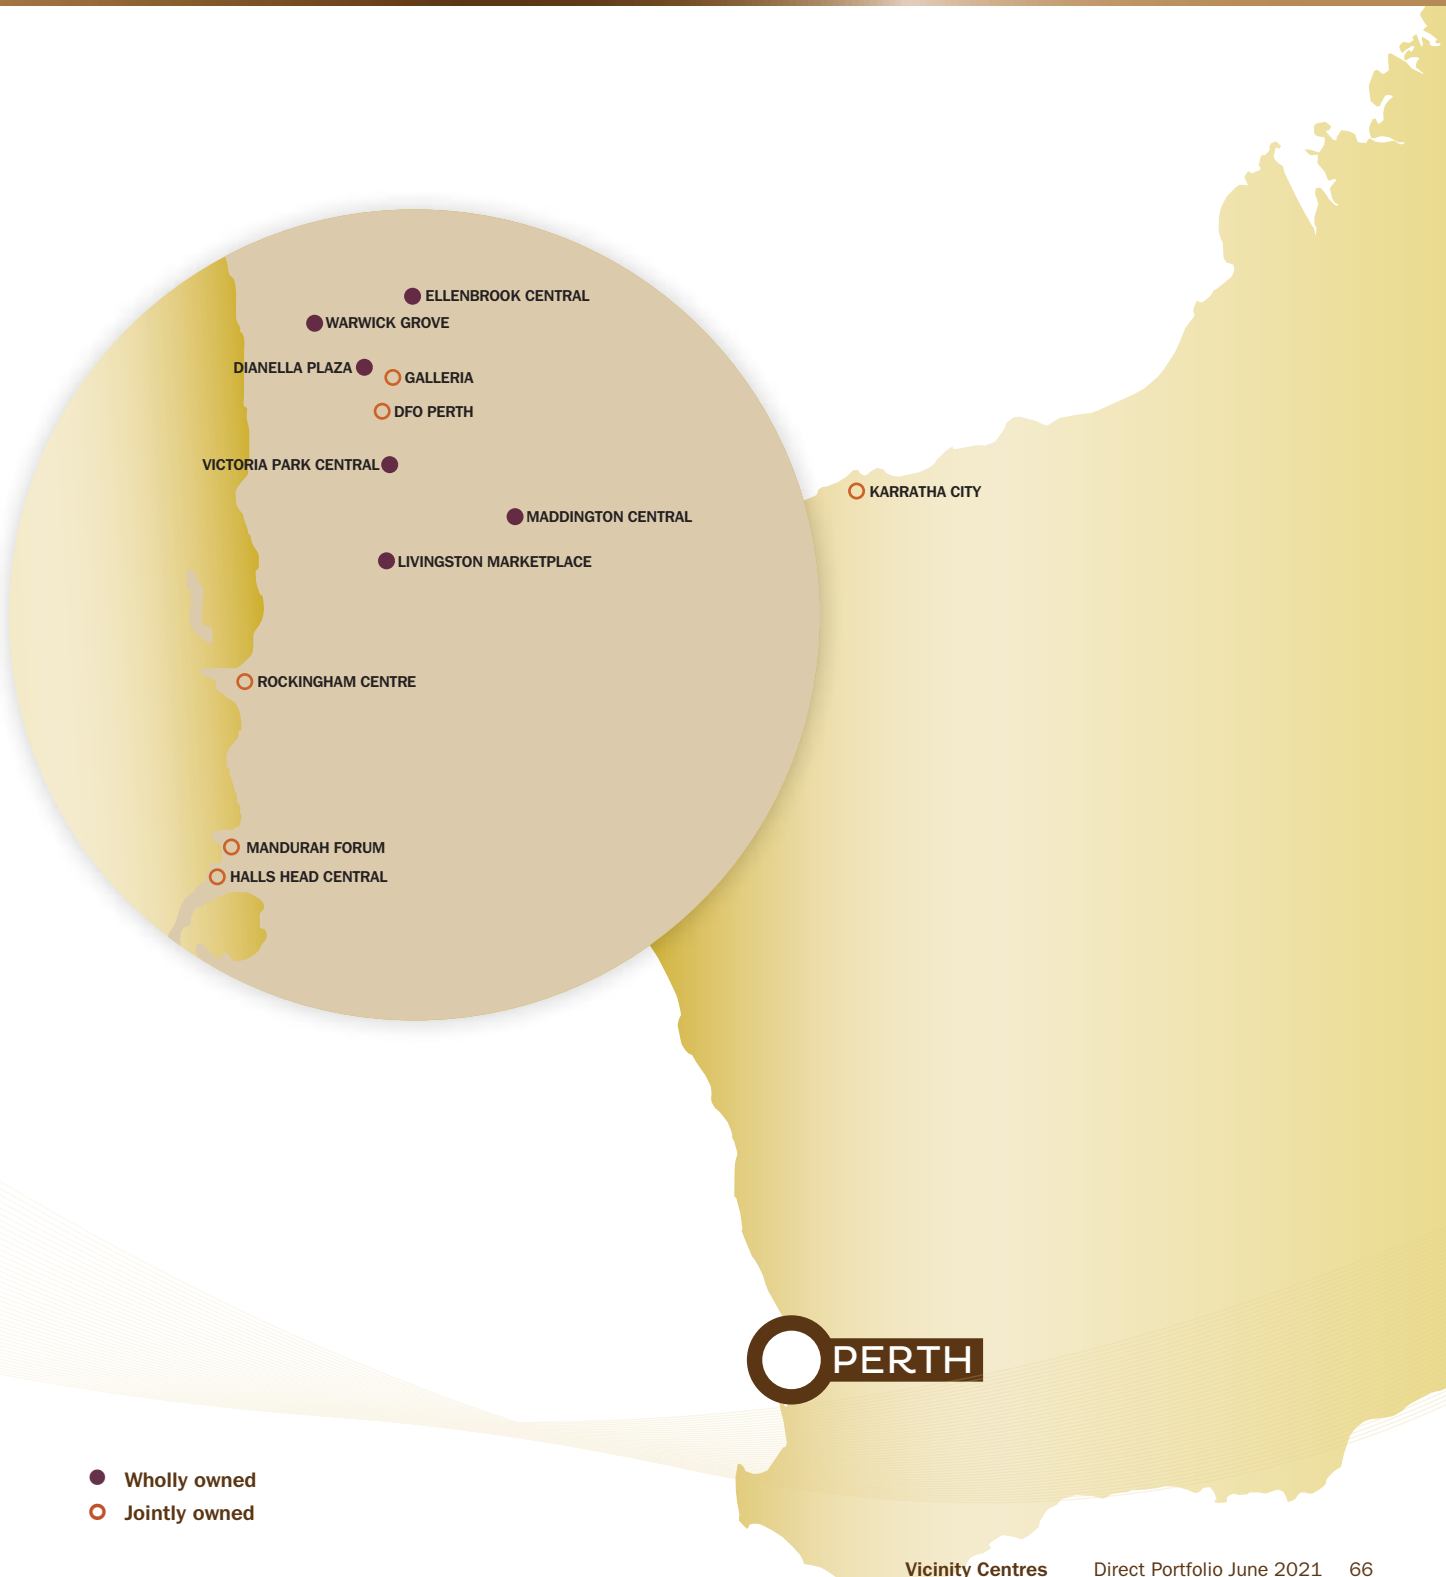 ELLENBROOK CENTRAL
WARWICK GROVE
DIANELLA PLAZA
GALLERIA
DFO PERTH
VICTORIA PARK CENTRAL
KARRATHA CITY
MADDINGTON CENTRAL
LIVINGSTON MARKETPLACE
ROCKINGHAM CENTRE
MANDURAH FORUM
HALLS HEAD CENTRAL
PERTH
Wholly owned
Jointly owned
Vicinity Centres Direct Portfolio June 2021 66